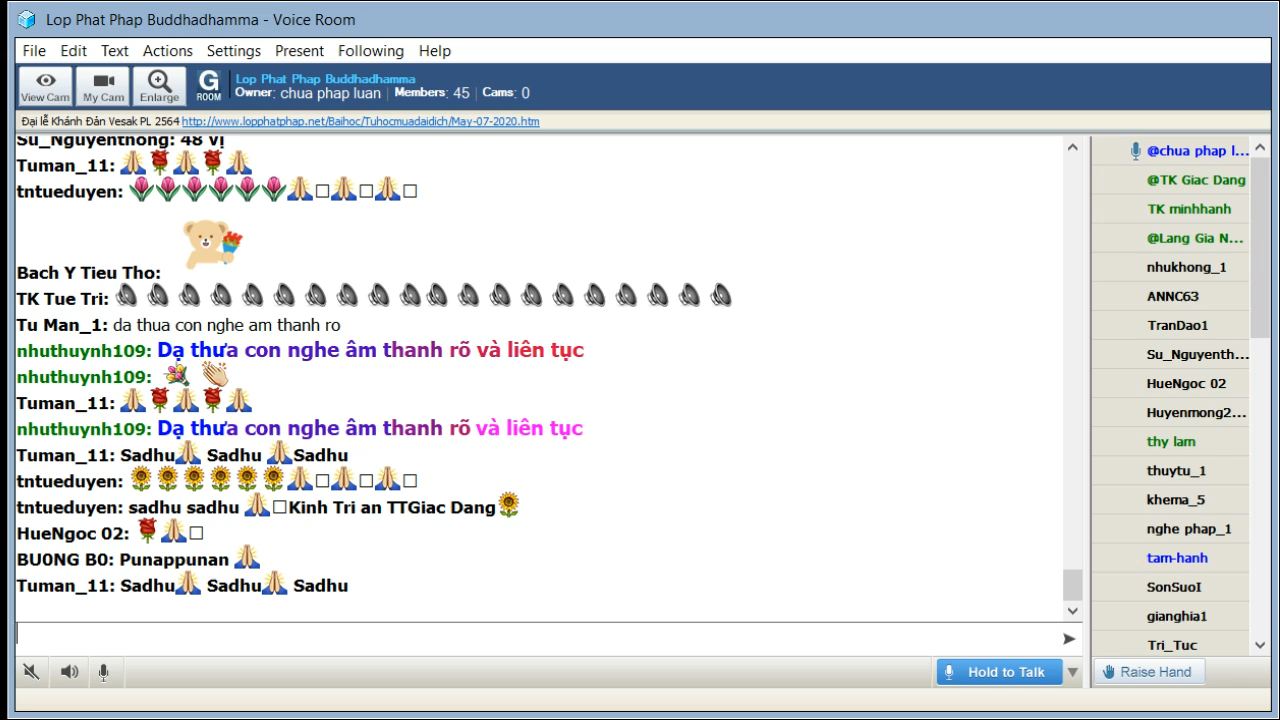 Lop Phat Phap Buddhadhamma - Voice Room
File Edit Text Actions Settings Present Following Help
View Cam My Cam Enlarge G ROOM Lop Phat Phap Buddhadhamma
Owner: chua phap luan | Members: 45 | Cams: 0
Đại lễ Khánh Đản Vesak PL 2564 http://www.lopphatphap.net/Baihoc/Tuhocmuadaidich/May-07-2020.htm
Su_Nguyenthong: 48 vị
Tuman_11: 🙏🌹🙏🌹🙏
tntueduyen: 🌷🌷🌷🌷🌷🌷🙏□🙏□🙏□
Bach Y Tieu Tho:
TK Tue Tri: 🔊🔊🔊🔊🔊🔊🔊🔊🔊🔊🔊🔊🔊🔊🔊🔊🔊🔊🔊🔊
Tu Man_1: da thua con nghe am thanh ro
nhuthuynh109: Dạ thưa con nghe âm thanh rõ và liên tục
nhuthuynh109: 💐 👏
Tuman_11: 🙏🌹🙏🌹🙏
nhuthuynh109: Dạ thưa con nghe âm thanh rõ và liên tục
Tuman_11: Sadhu🙏 Sadhu 🙏Sadhu
tntueduyen: 🌻🌻🌻🌻🌻🌻🙏□🙏□🙏□
tntueduyen: sadhu sadhu 🙏□Kinh Tri an TTGiac Dang🌻
HueNgoc 02: 🌹🙏□
BU0NG B0: Punappunan 🙏
Tuman_11: Sadhu🙏 Sadhu🙏 Sadhu
Hold to Talk
@chua phap l...
@TK Giac Dang
TK minhhanh
@Lang Gia N...
nhukhong_1
ANNC63
TranDao1
Su_Nguyenth...
HueNgoc 02
Huyenmong2...
thy lam
thuytu_1
khema_5
nghe phap_1
tam-hanh
SonSuoI
gianghia1
Tri_Tuc
Raise Hand